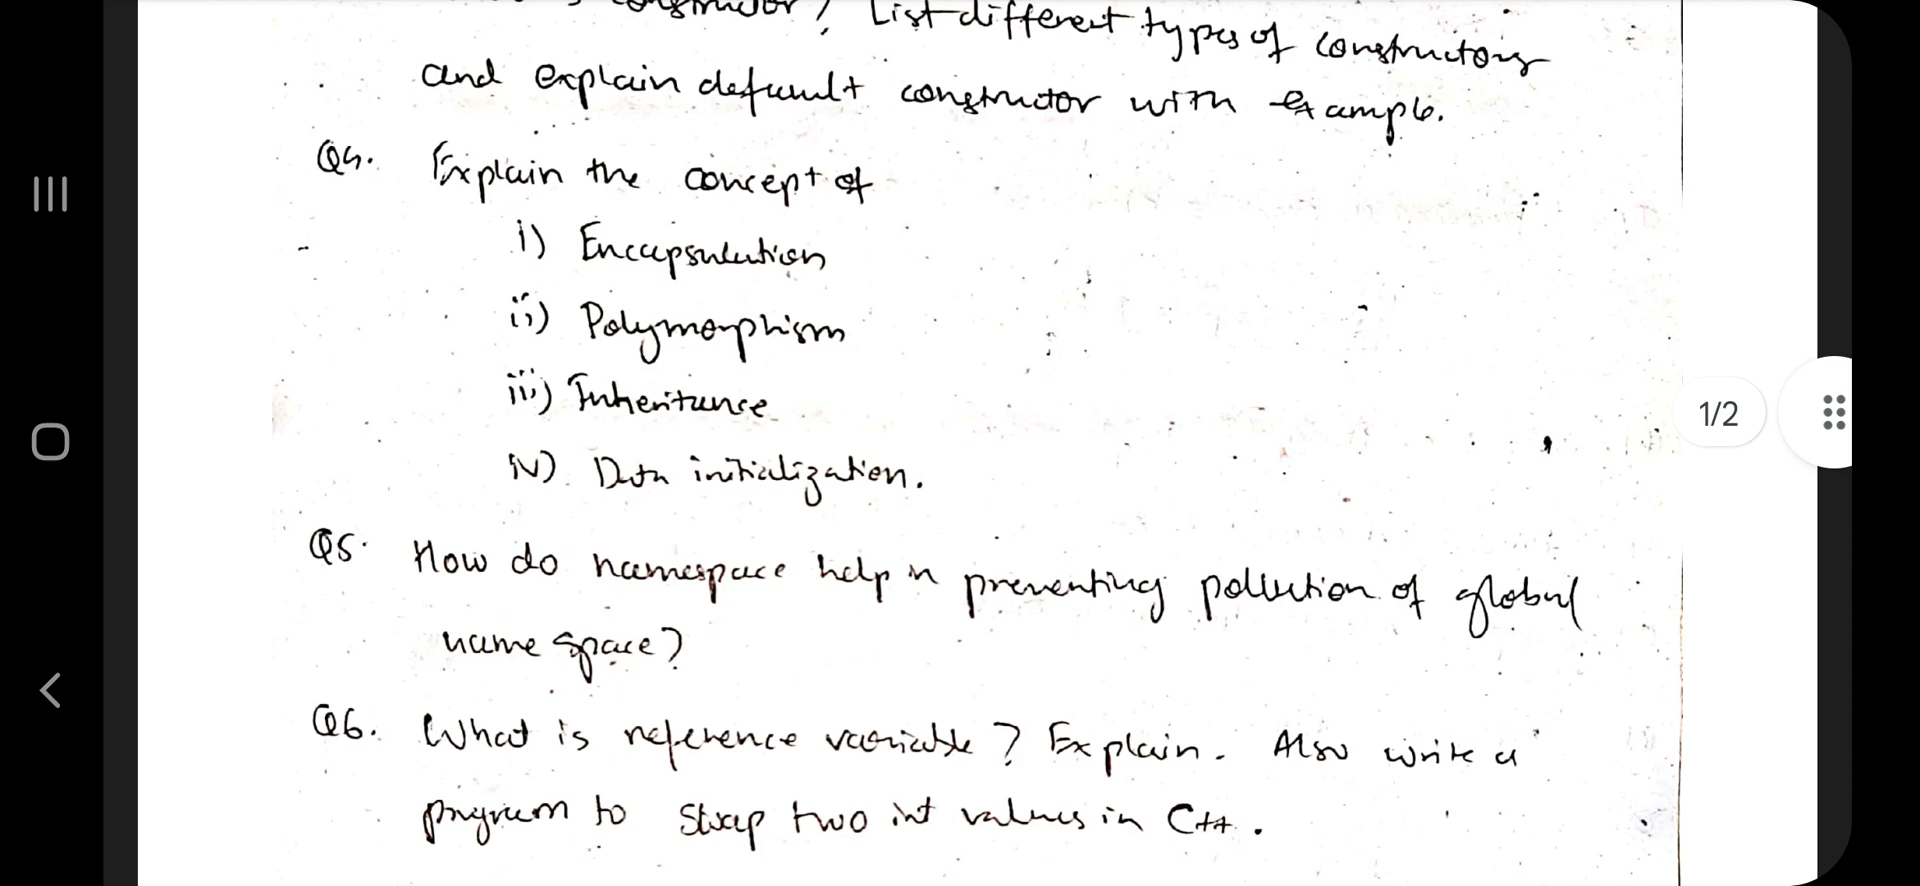 constructor? List different types of constructors
and explain default constructor with example.
Q4. Explain the concept of
i) Encapsulation
ii) Polymorphism
iii) Inheritance
iv) Data initialization.
Q5. How do namespace help in preventing pollution of global
name space?
Q6. What is reference variable? Explain. Also write a
program to swap two int values in C++.
1/2